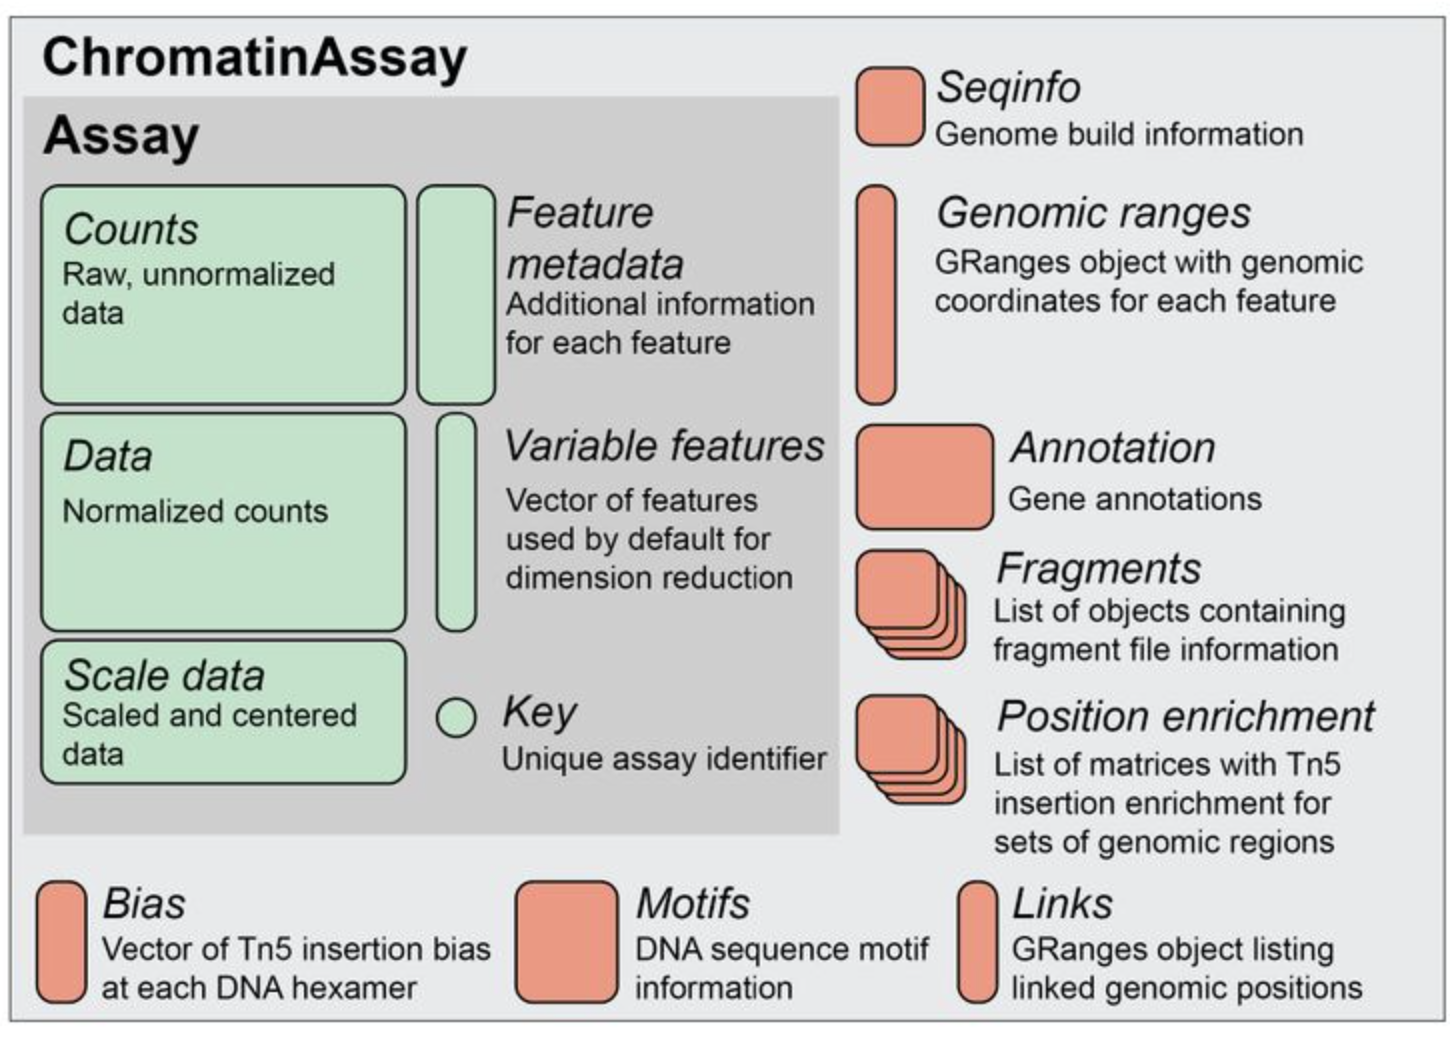 ChromatinAssay
Assay
Counts
Raw, unnormalized
data
Feature
metadata
Additional information
for each feature
Data
Normalized counts
Variable features
Vector of features
used by default for
dimension reduction
Scale data
Scaled and centered
data
Key
Unique assay identifier
Seqinfo
Genome build information
Genomic ranges
GRanges object with genomic
coordinates for each feature
Annotation
Gene annotations
Fragments
List of objects containing
fragment file information
Position enrichment
List of matrices with Tn5
insertion enrichment for
sets of genomic regions
Bias
Vector of Tn5 insertion bias
at each DNA hexamer
Motifs
DNA sequence motif
information
Links
GRanges object listing
linked genomic positions